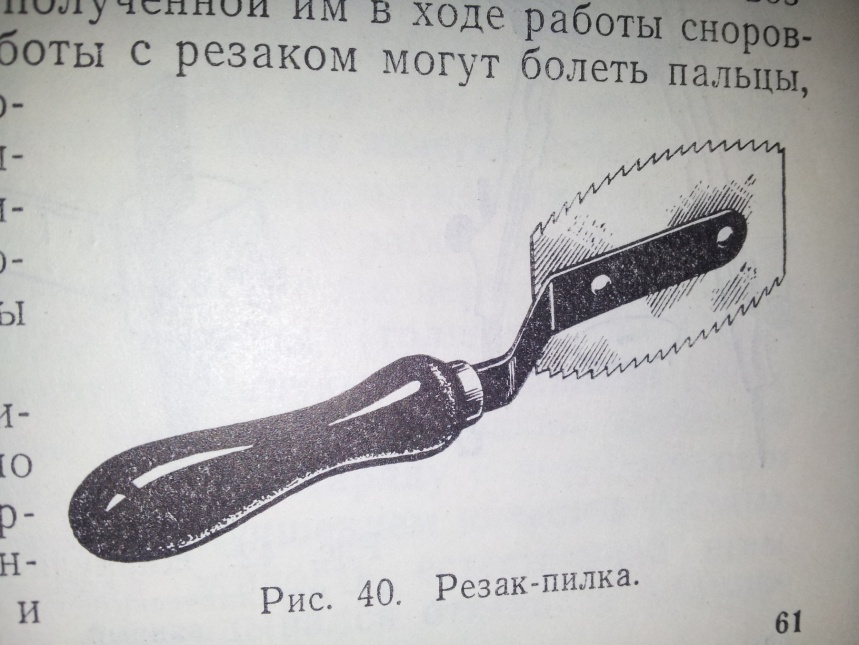 полученной им в ходе работы сноров-
боты с резаком могут болеть пальцы,
о-
и-
о-
ы
и-
ю
р-
н-
и
Рис. 40. Резак-пилка.
61